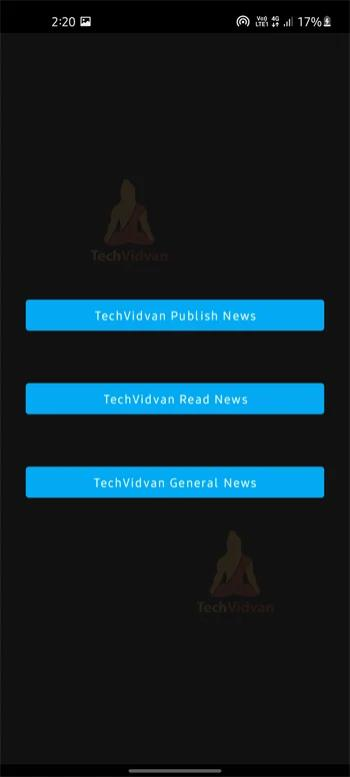 2:20
Vo)) 4G
LTE1
17%
TechVidvan
TechVidvan Publish News
TechVidvan Read News
TechVidvan General News
TechVidvan